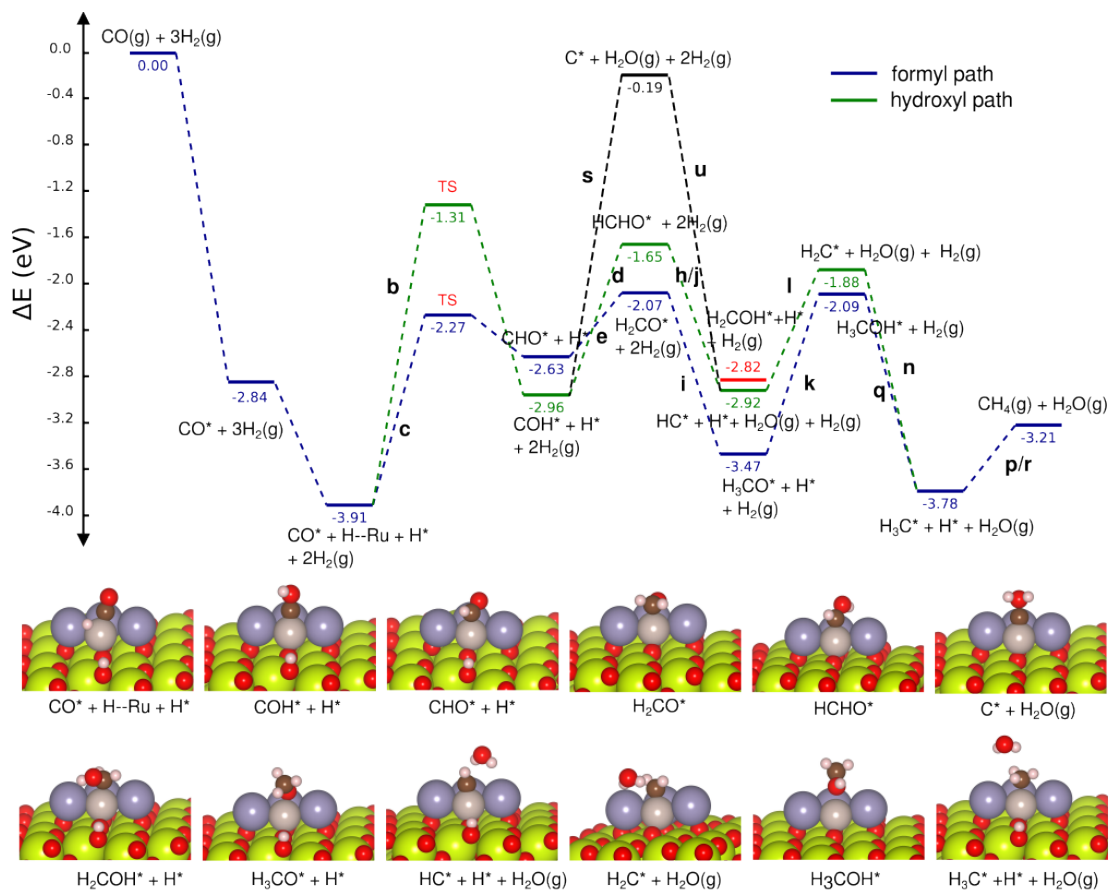 CO(g) + 3H₂(g)
0.0
0.00
-0.4
-0.8
-1.2
-1.6
-2.0
-2.4
-2.8
-3.2
-3.6
-4.0
ΔE (eV)
formyl path
hydroxyl path
C* + H₂O(g) + 2H₂(g)
-0.19
s
u
TS
-1.31
HCHO* + 2H₂(g)
-1.65
b
TS
-2.27
d
h/j
-2.07
H₂CO*
+ 2H₂(g)
e
CHO* + H*
-2.63
H₂C* + H₂O(g) + H₂(g)
-1.88
-2.09
l
H₃COH* + H₂(g)
H₂COH*+H*
+ H₂(g)
-2.82
-2.92
-2.84
CO* + 3H₂(g)
c
-2.96
COH* + H*
+ 2H₂(g)
i
k
n
q
HC* + H*+ H₂O(g) + H₂(g)
-3.47
H₃CO* + H*
+ H₂(g)
CH₄(g) + H₂O(g)
-3.21
p/r
-3.91
CO* + H--Ru + H*
+ 2H₂(g)
-3.78
H₃C* + H* + H₂O(g)
CO* + H--Ru + H*
COH* + H*
CHO* + H*
H₂CO*
HCHO*
C* + H₂O(g)
H₂COH* + H*
H₃CO* + H*
HC* + H* + H₂O(g)
H₂C* + H₂O(g)
H3COH*
H₃C* +H* + H₂O(g)